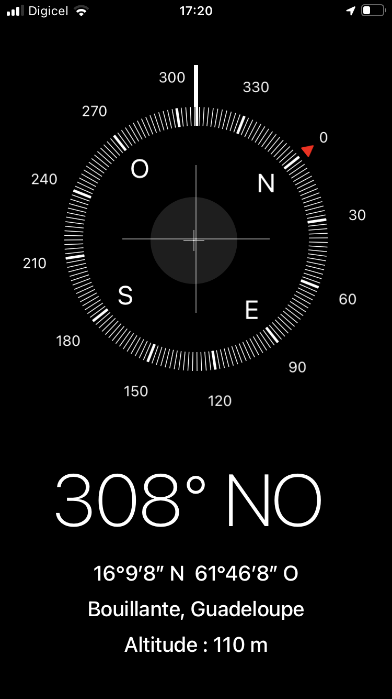 Digicel 17:20
300
330
270
0
O
N
240
30
210
60
S
E
180
90
150
120
308° NO
16°9’8” N 61°46’8” O
Bouillante, Guadeloupe
Altitude : 110 m